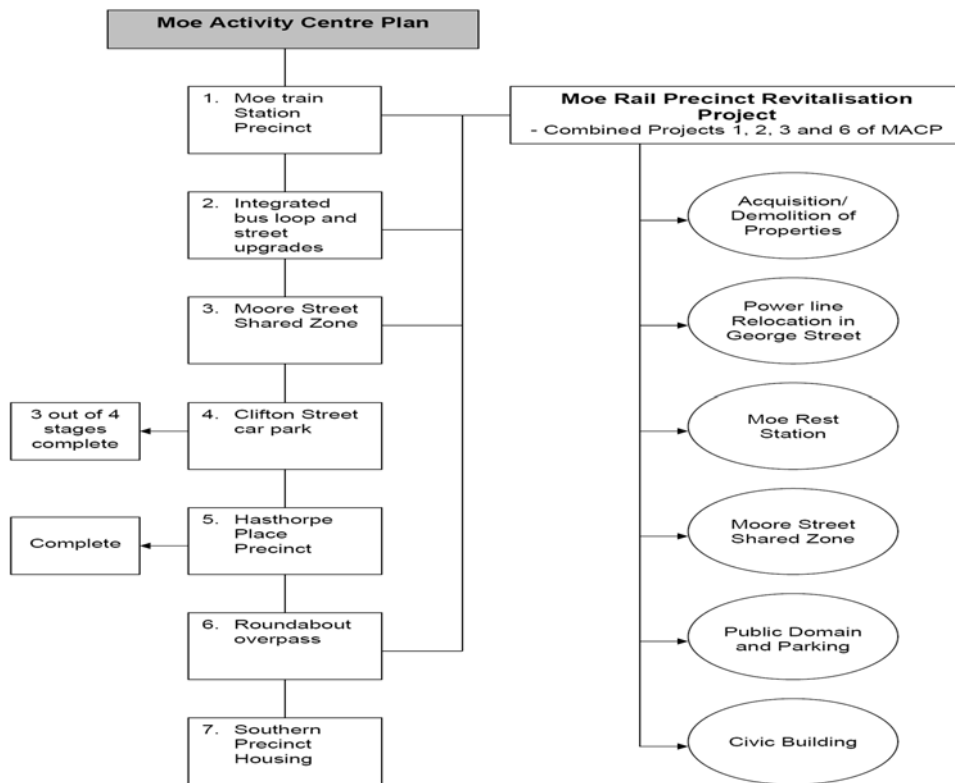 Moe Activity Centre Plan
1. Moe train
Station
Precinct
2. Integrated
bus loop and
street
upgrades
3. Moore Street
Shared Zone
4. Clifton Street
car park
3 out of 4
stages
complete
5. Hasthorpe
Place
Precinct
Complete
6. Roundabout
overpass
7. Southern
Precinct
Housing
Moe Rail Precinct Revitalisation
Project
- Combined Projects 1, 2, 3 and 6 of MACP
Acquisition/
Demolition of
Properties
Power line
Relocation in
George Street
Moe Rest
Station
Moore Street
Shared Zone
Public Domain
and Parking
Civic Building